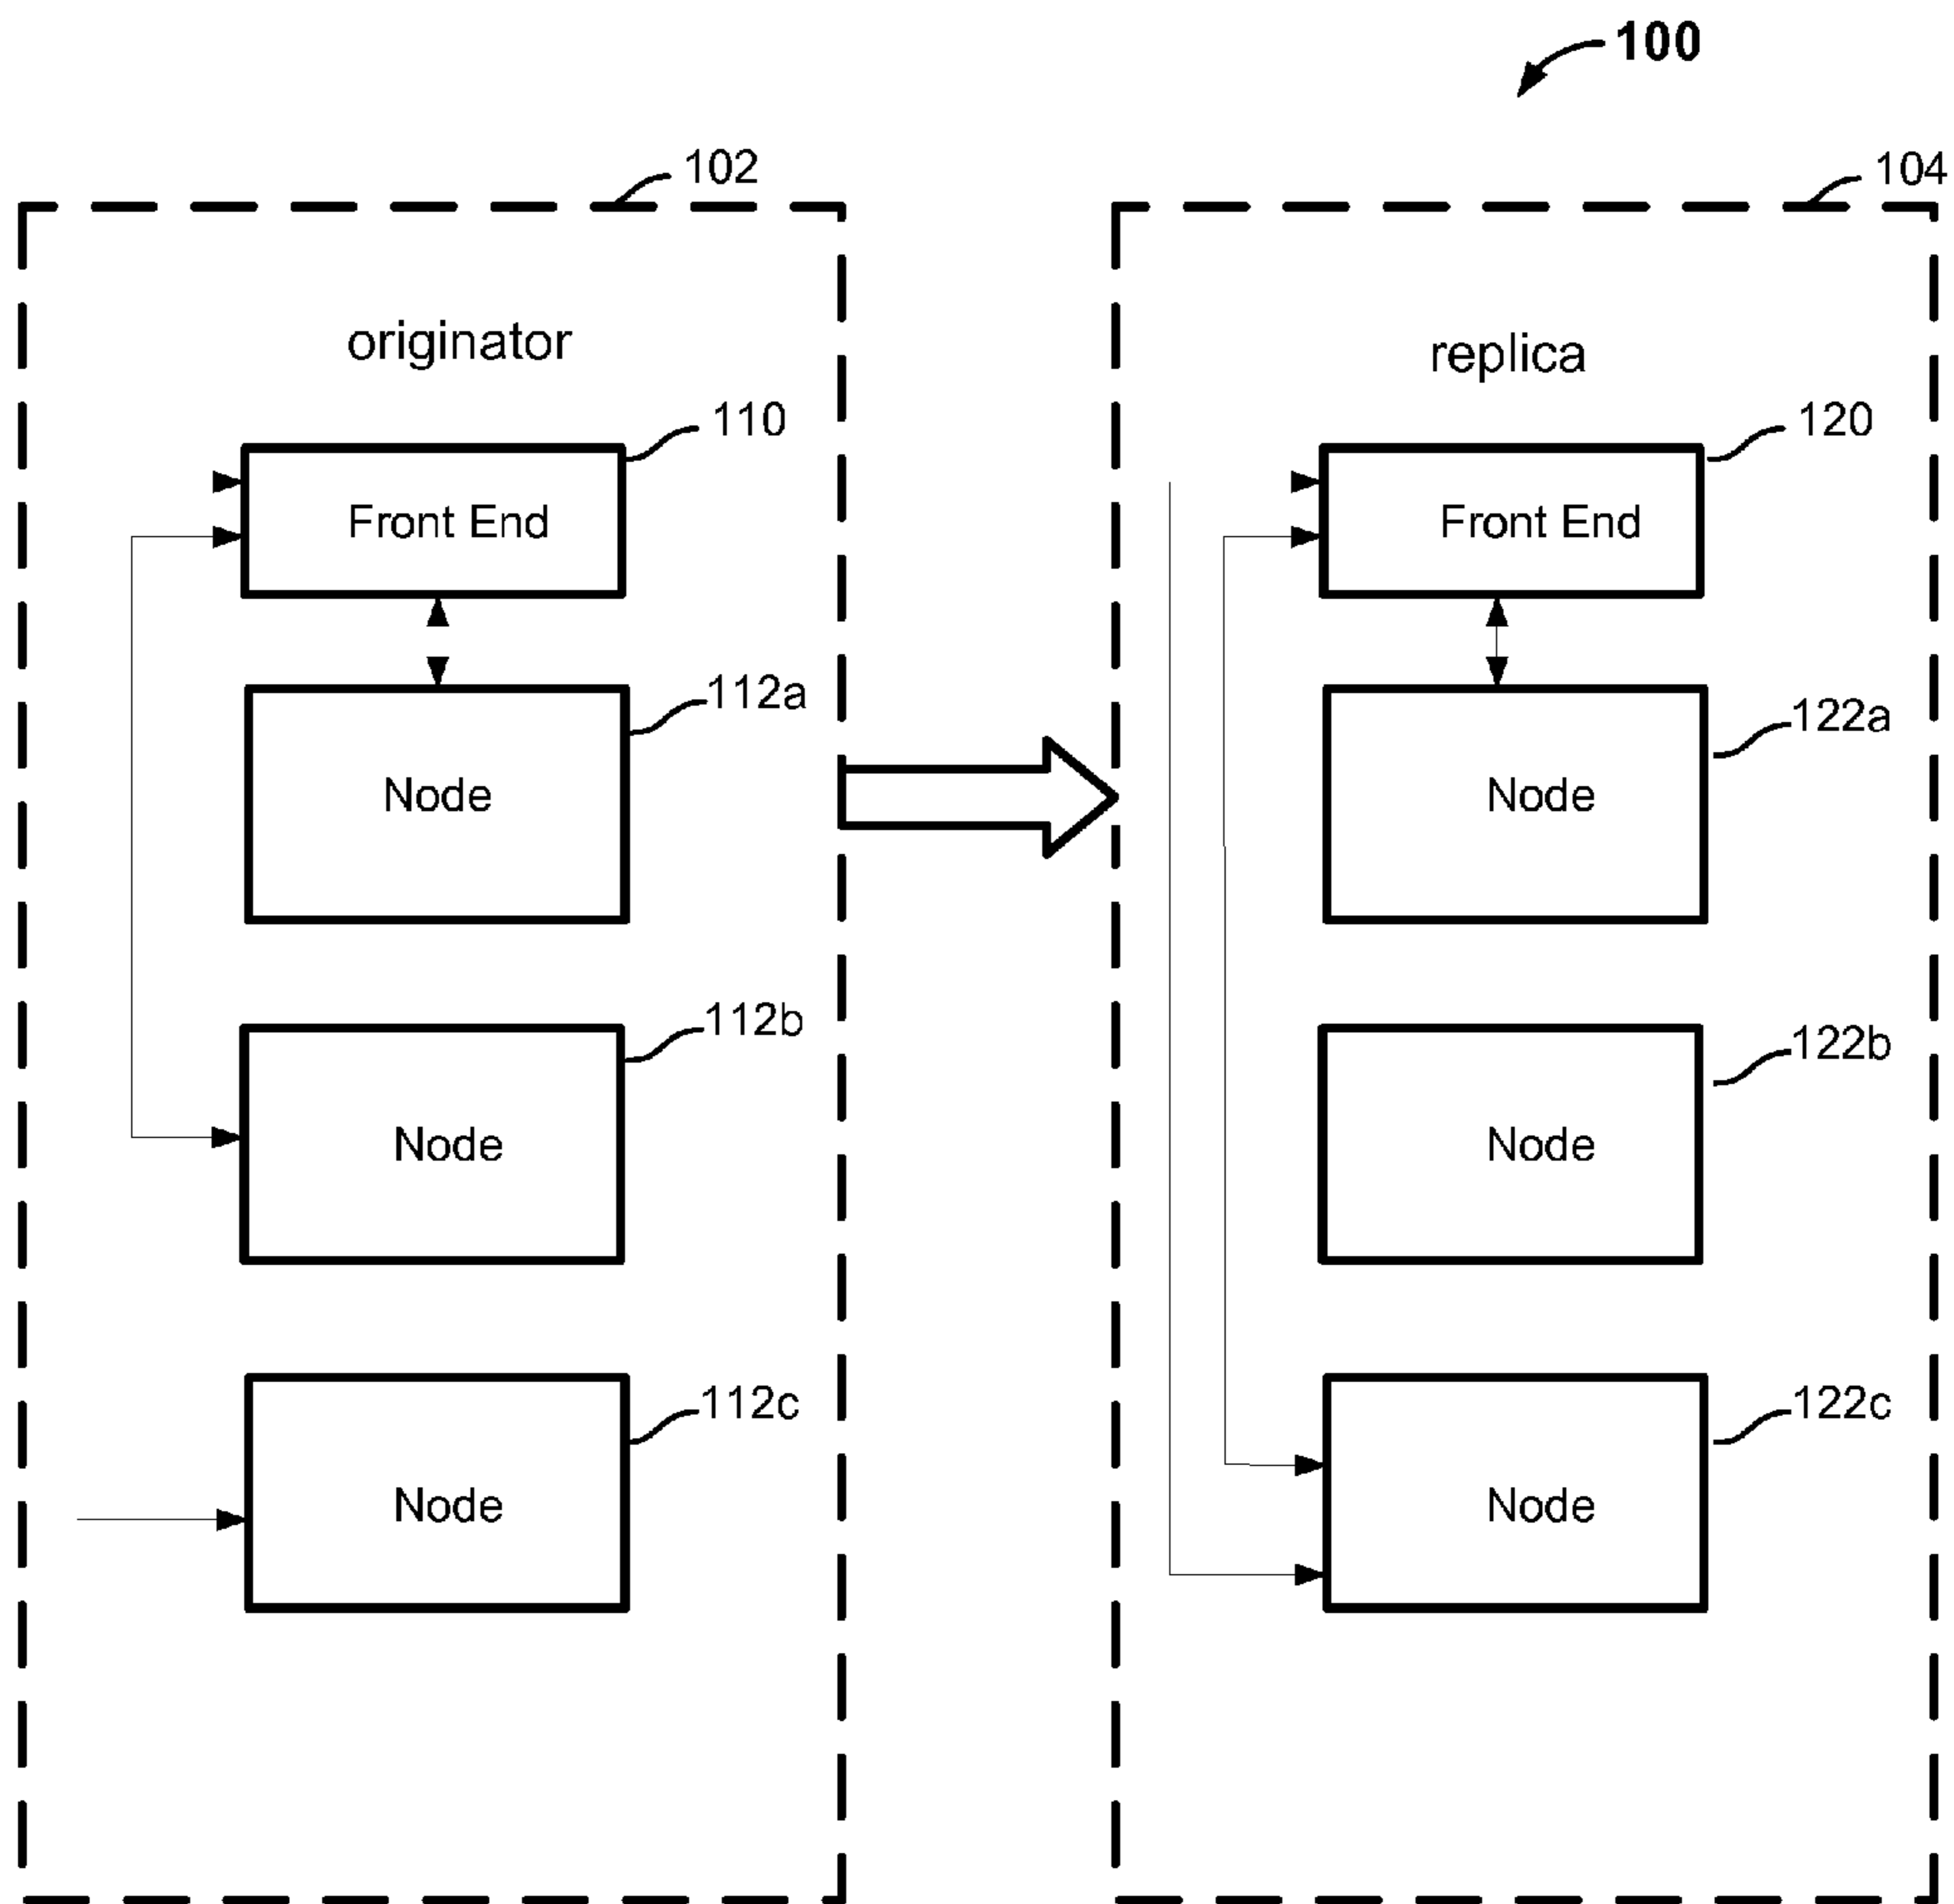 100
102
104
originator
replica
110
120
Front End
Front End
112a
122a
Node
Node
112b
122b
Node
Node
112c
122c
Node
Node